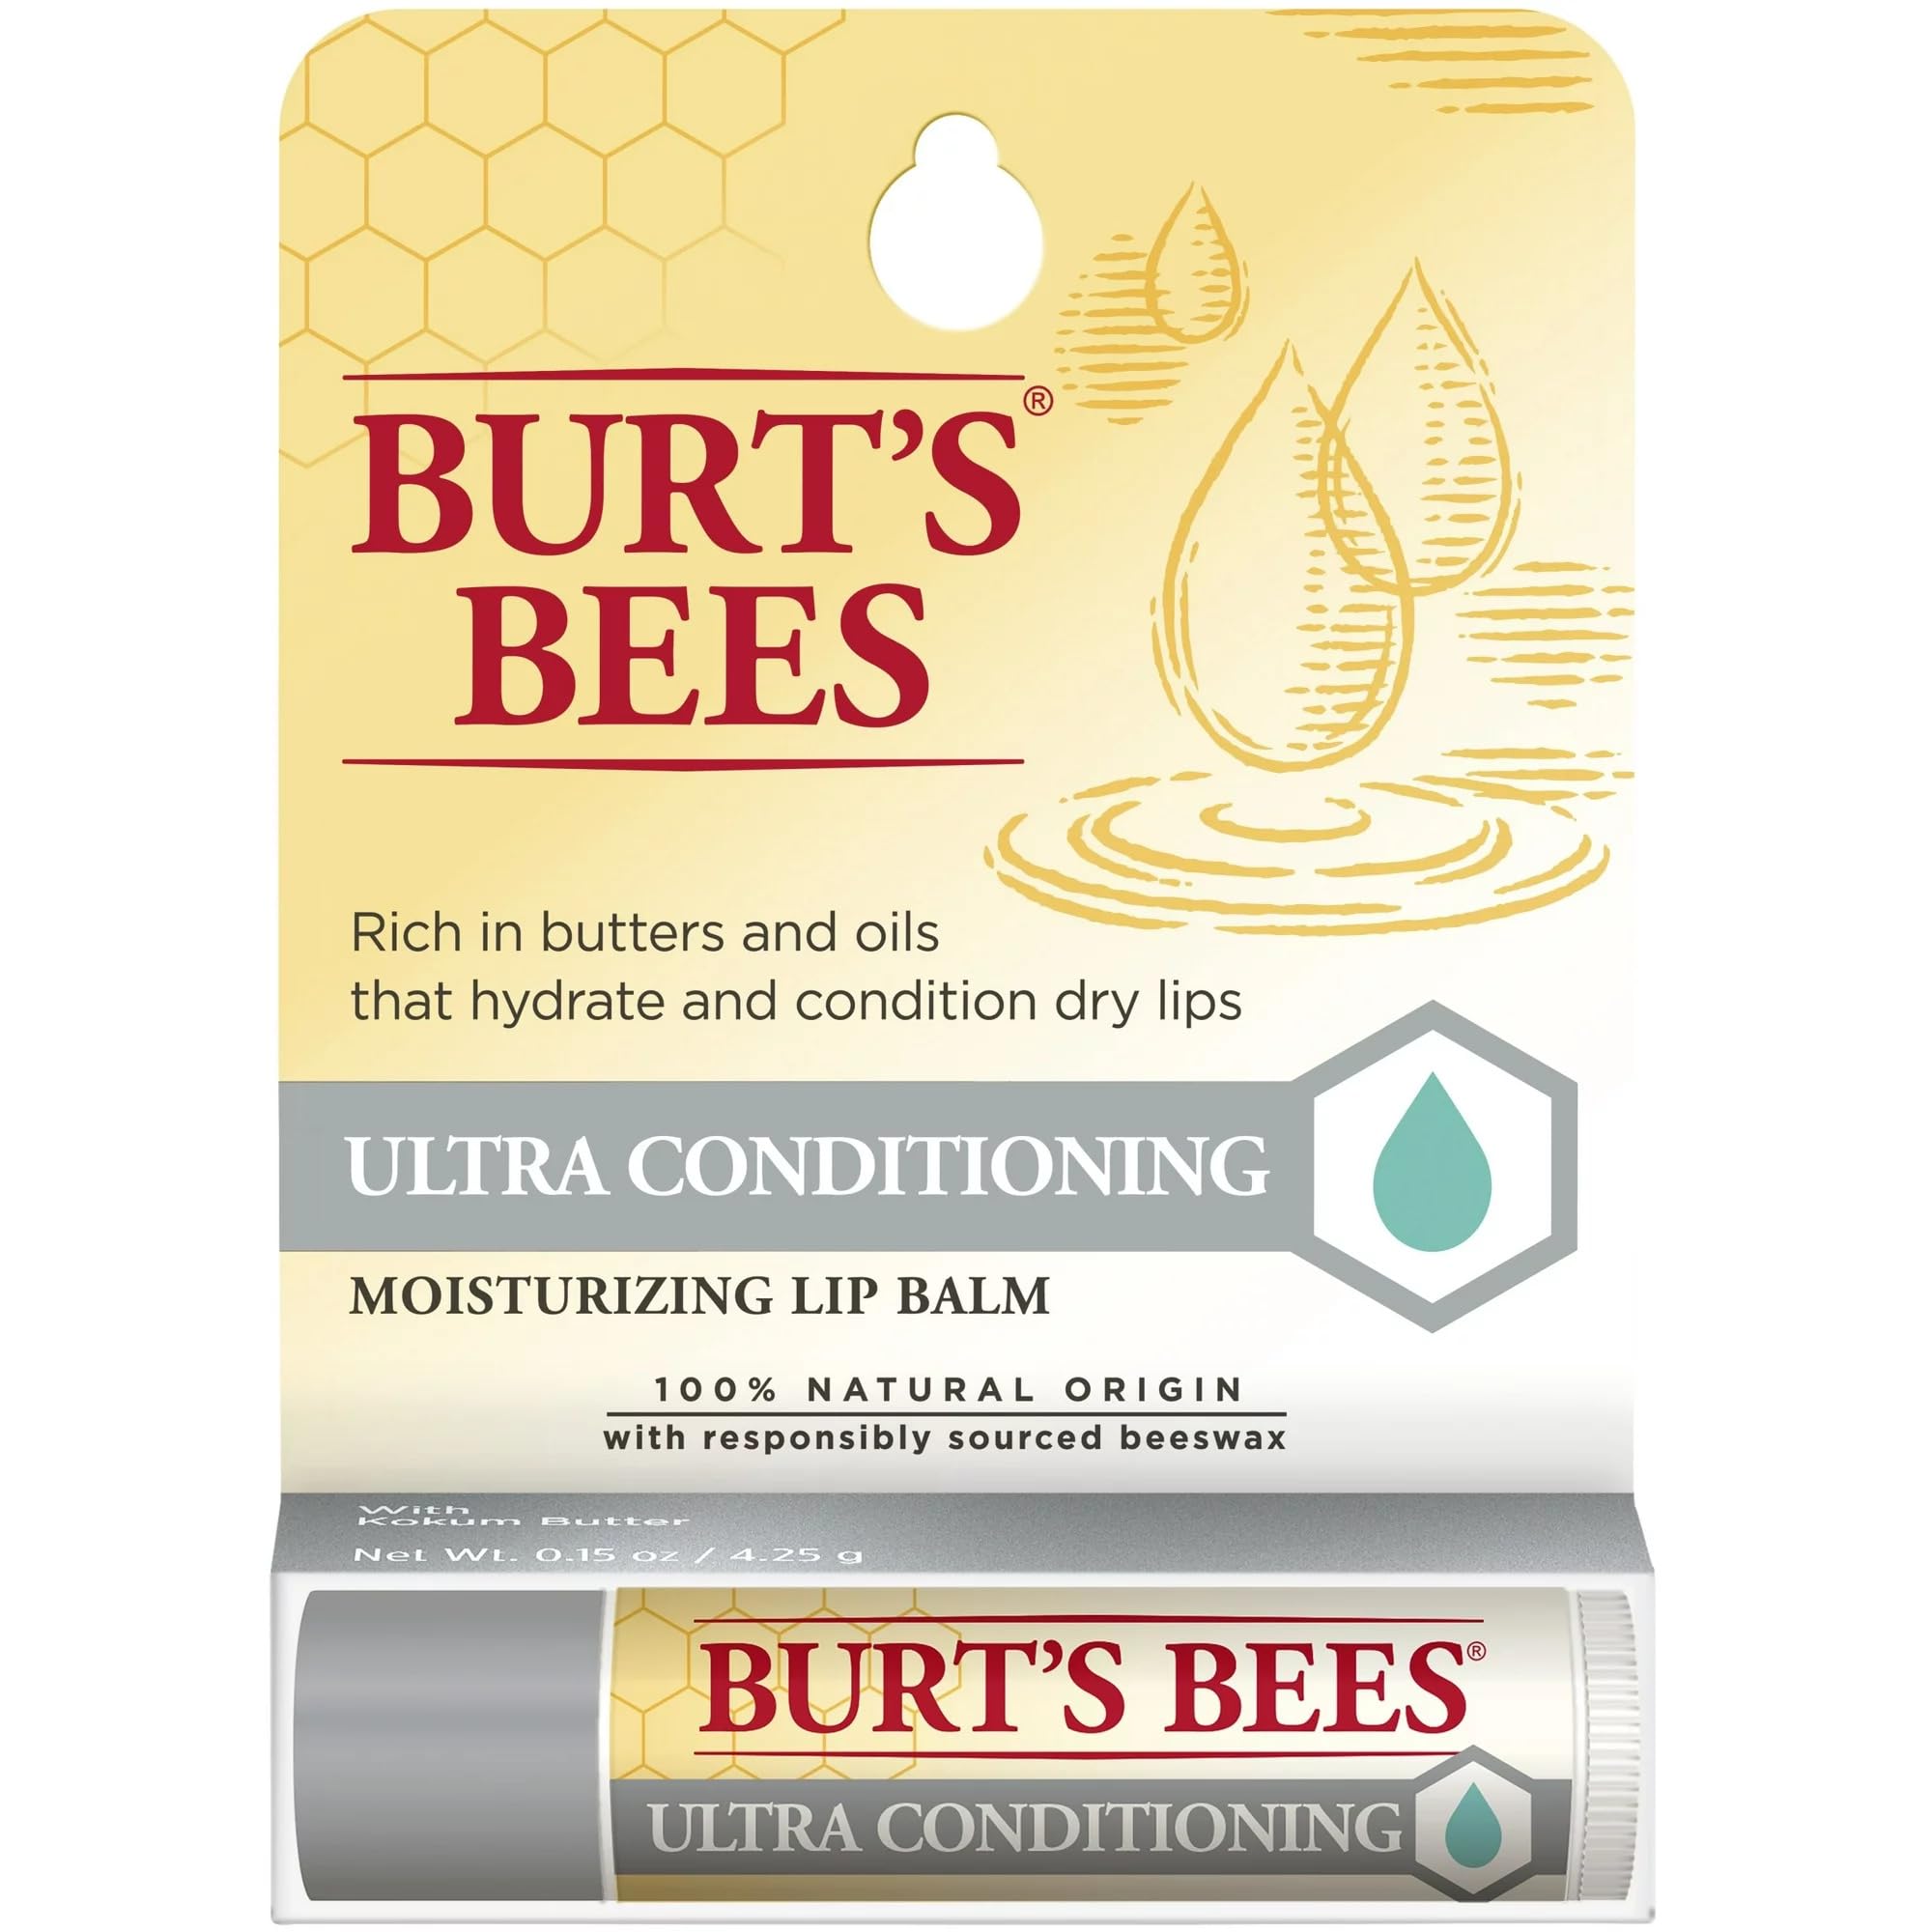 BURT'S®
BEES
Rich in butters and oils
that hydrate and condition dry lips
ULTRA CONDITIONING
MOISTURIZING LIP BALM
100% NATURAL ORIGIN
with responsibly sourced beeswax
With
Kokum Butter
Net Wt. 0.15 oz / 4.25 g
BURT'S BEES®
ULTRA CONDITIONING